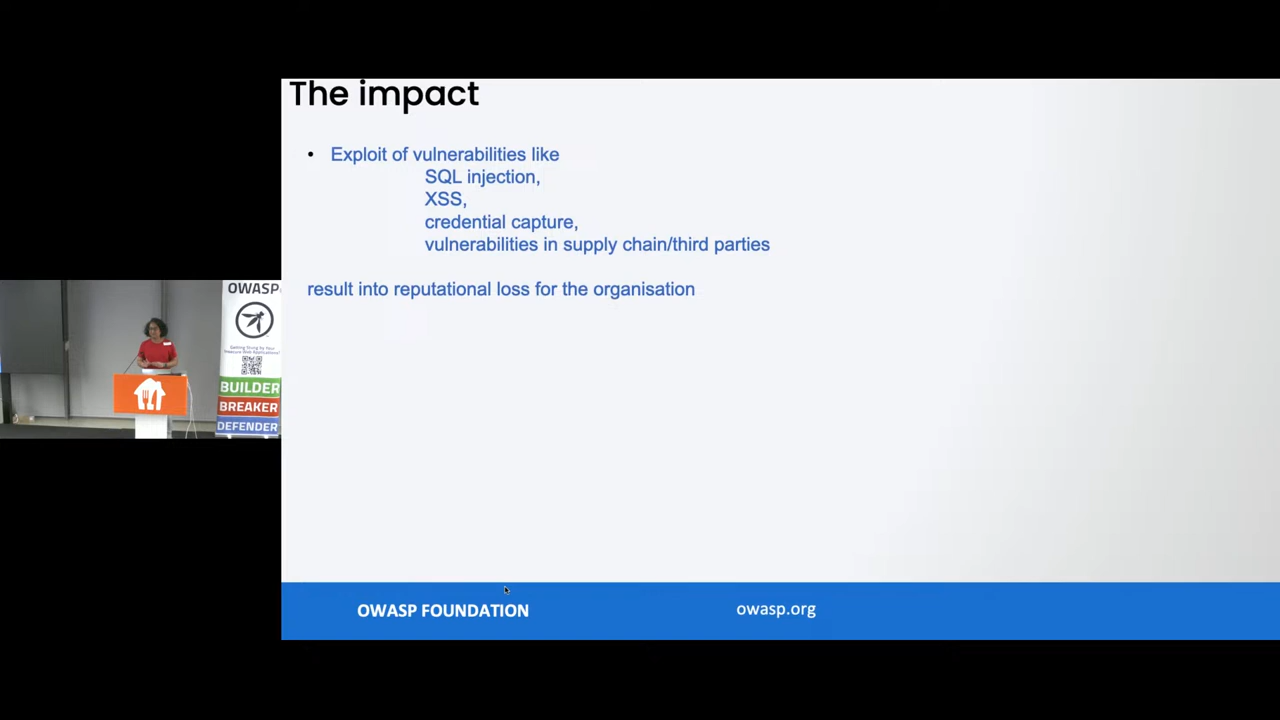 The impact
• Exploit of vulnerabilities like
SQL injection,
XSS,
credential capture,
vulnerabilities in supply chain/third parties
result into reputational loss for the organisation
OWASP FOUNDATION
owasp.org
OWASP
BUILDER
BREAKER
DEFENDER